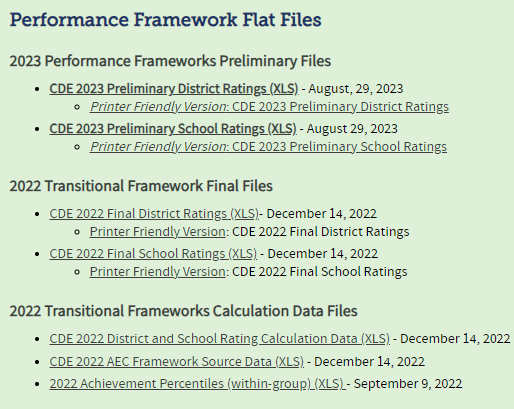 Performance Framework Flat Files
2023 Performance Frameworks Preliminary Files
CDE 2023 Preliminary District Ratings (XLS) - August, 29, 2023
Printer Friendly Version: CDE 2023 Preliminary District Ratings
CDE 2023 Preliminary School Ratings (XLS) - August 29, 2023
Printer Friendly Version: CDE 2023 Preliminary School Ratings
2022 Transitional Framework Final Files
CDE 2022 Final District Ratings (XLS)- December 14, 2022
Printer Friendly Version: CDE 2022 Final District Ratings
CDE 2022 Final School Ratings (XLS) - December 14, 2022
Printer Friendly Version: CDE 2022 Final School Ratings
2022 Transitional Frameworks Calculation Data Files
CDE 2022 District and School Rating Calculation Data (XLS) - December 14, 2022
CDE 2022 AEC Framework Source Data (XLS) - December 14, 2022
2022 Achievement Percentiles (within-group) (XLS) - September 9, 2022